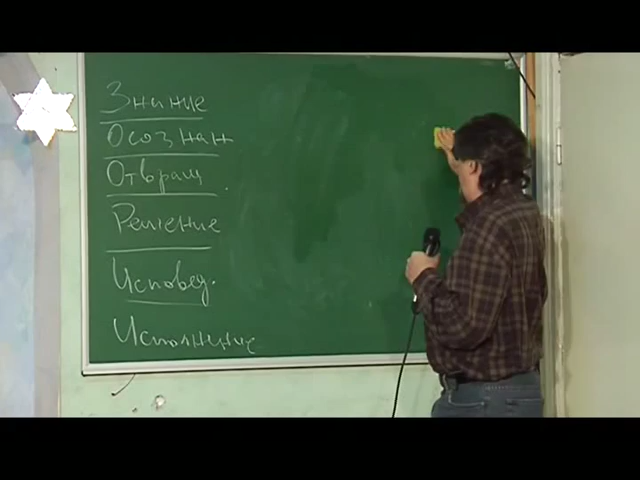 Знание
Осознан
Отвращ.
Решение
Исповед.
Исполнение